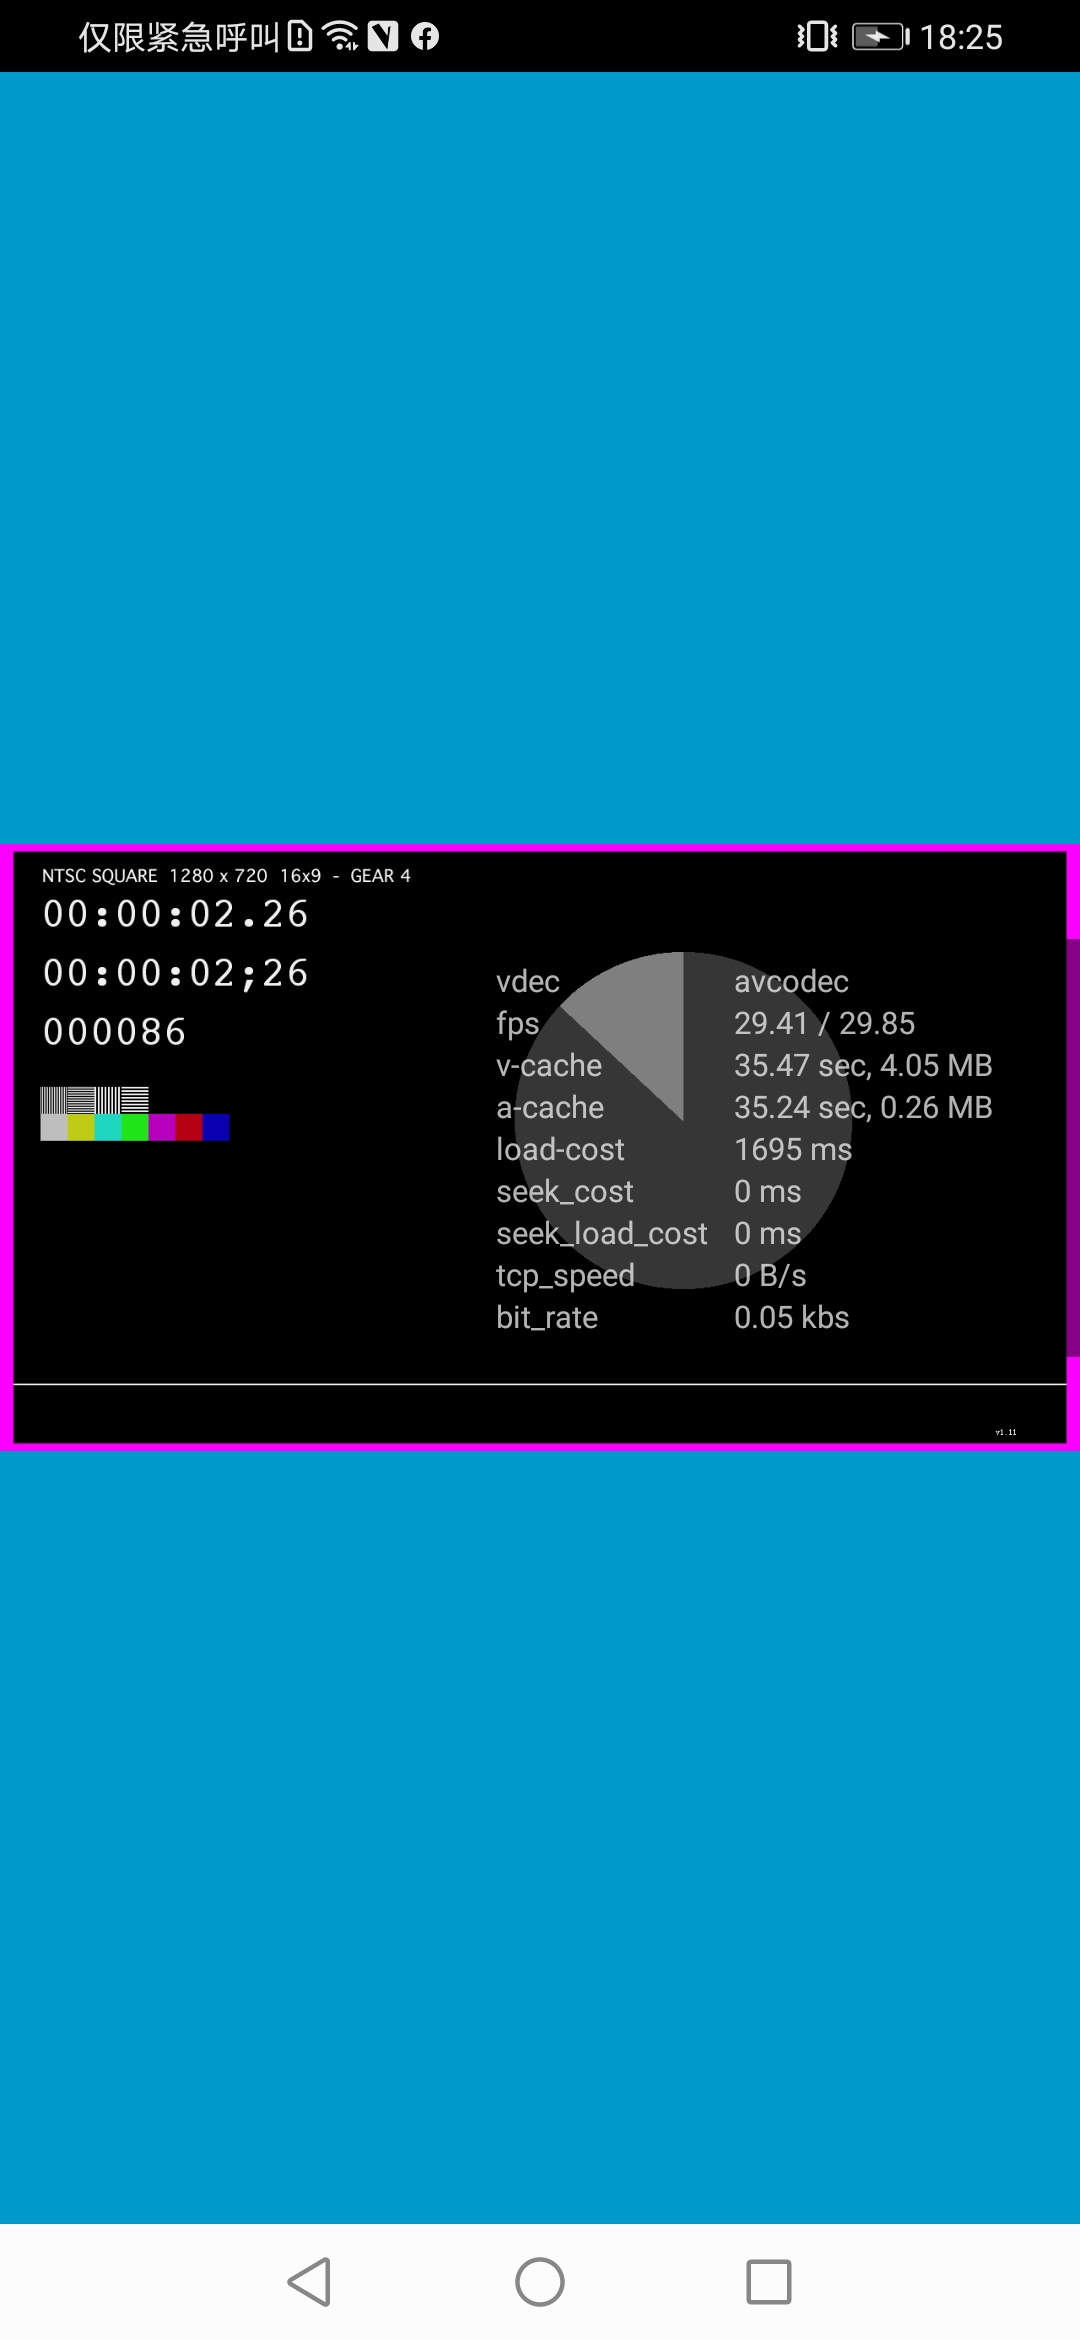 仅限紧急呼叫 18:25
NTSC SQUARE 1280 x 720 16x9 - GEAR 4
00:00:02.26
00:00:02;26
000086
vdec avcodec
fps 29.41 / 29.85
v-cache 35.47 sec, 4.05 MB
a-cache 35.24 sec, 0.26 MB
load-cost 1695 ms
seek_cost 0 ms
seek_load_cost 0 ms
tcp_speed 0 B/s
bit_rate 0.05 kbs
v1.11